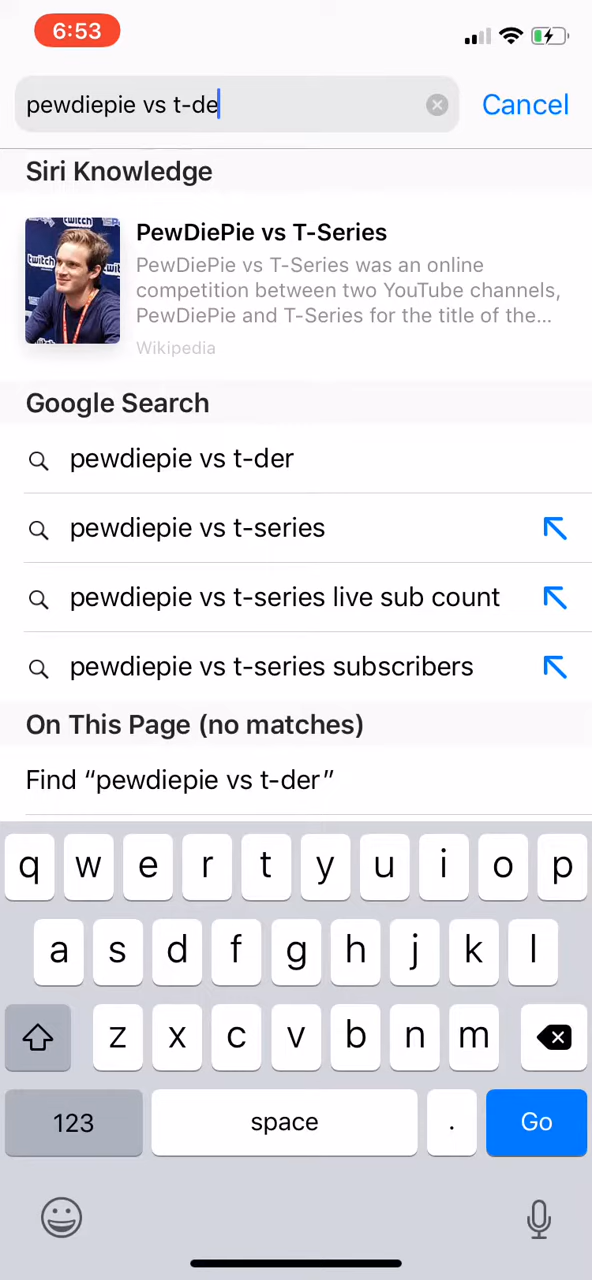 6:53
pewdiepie vs t-de
Cancel
Siri Knowledge
twitch
twitch
PewDiePie vs T-Series
PewDiePie vs T-Series was an online
competition between two YouTube channels,
PewDiePie and T-Series for the title of the...
Wikipedia
Google Search
pewdiepie vs t-der
pewdiepie vs t-series
pewdiepie vs t-series live sub count
pewdiepie vs t-series subscribers
On This Page (no matches)
Find “pewdiepie vs t-der”
q w e r t y u i o p
a s d f g h j k l
z x c v b n m
123 space . Go